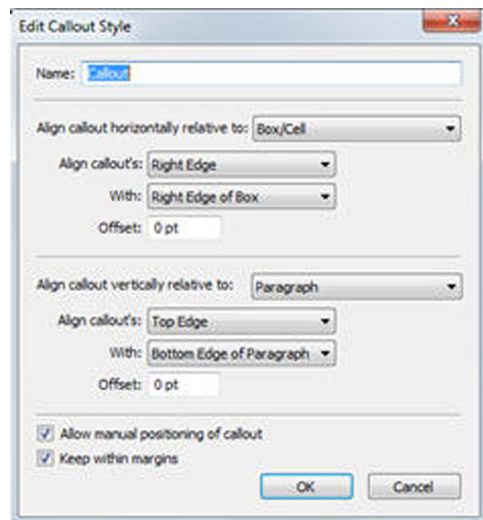 Edit Callout Style
Name: Callout
Align callout horizontally relative to: Box/Cell
Align callout's: Right Edge
With: Right Edge of Box
Offset: 0 pt
Align callout vertically relative to: Paragraph
Align callout's: Top Edge
With: Bottom Edge of Paragraph
Offset: 0 pt
Allow manual positioning of callout
Keep within margins
OK Cancel